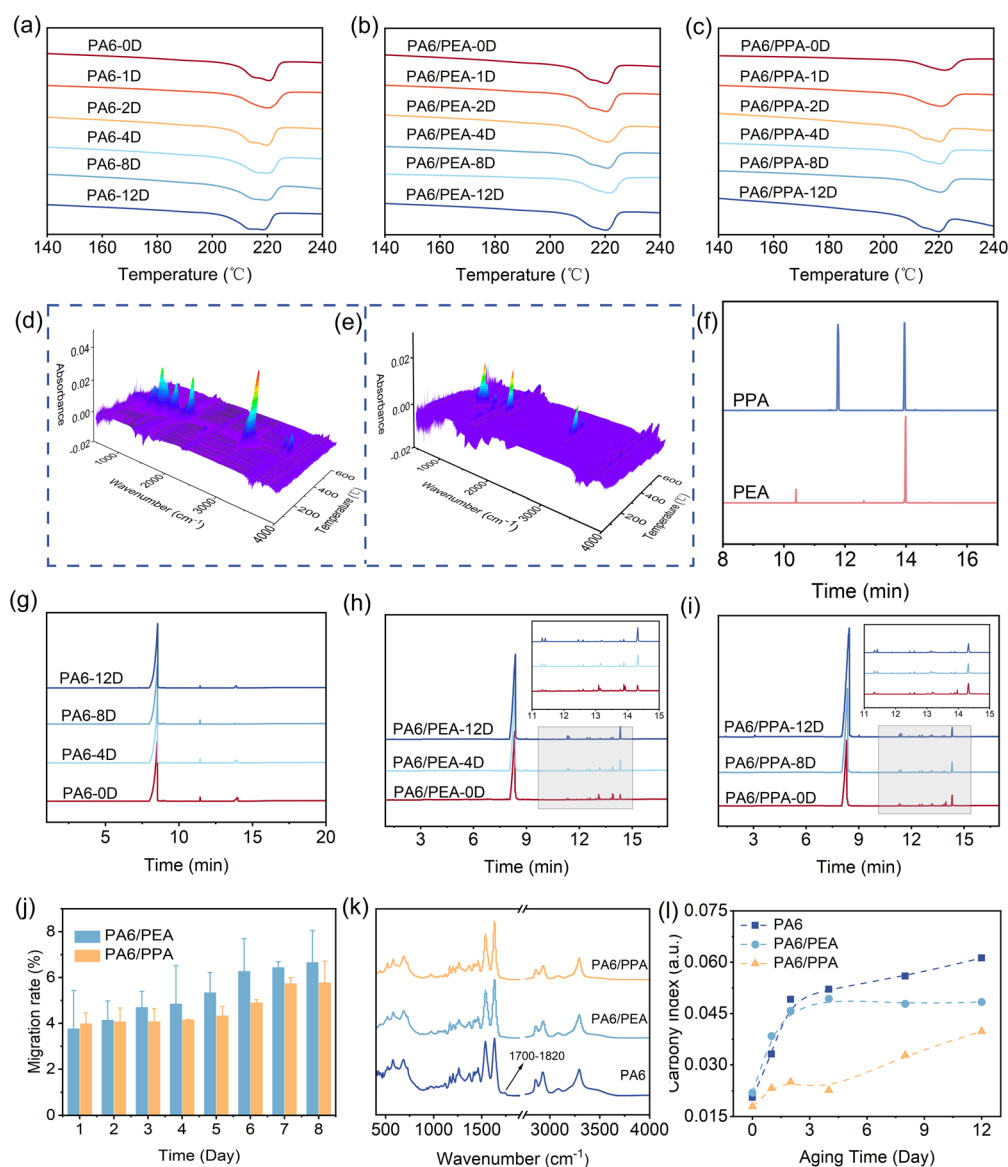 (a)
PA6-0D
PA6-1D
PA6-2D
PA6-4D
PA6-8D
PA6-12D
140 160 180 200 220 240
Temperature (℃)
(b)
PA6/PEA-0D
PA6/PEA-1D
PA6/PEA-2D
PA6/PEA-4D
PA6/PEA-8D
PA6/PEA-12D
140 160 180 200 220 240
Temperature (℃)
(c)
PA6/PPA-0D
PA6/PPA-1D
PA6/PPA-2D
PA6/PPA-4D
PA6/PPA-8D
PA6/PPA-12D
140 160 180 200 220 240
Temperature (℃)
(d)
Absorbance
0.04
0.02
0.00
-0.02
1000 2000 3000 4000
Wavenumber (cm-1)
200 400 600
Temperature (℃)
(e)
Absorbance
0.02
0.00
-0.02
1000 2000 3000 4000
Wavenumber (cm-1)
200 400 600
Temperature (℃)
(f)
PPA
PEA
8 10 12 14 16
Time (min)
(g)
PA6-12D
PA6-8D
PA6-4D
PA6-0D
5 10 15 20
Time (min)
(h)
11 12 13 14 15
PA6/PEA-12D
PA6/PEA-4D
PA6/PEA-0D
3 6 9 12 15
Time (min)
(i)
11 12 13 14 15
PA6/PPA-12D
PA6/PPA-8D
PA6/PPA-0D
3 6 9 12 15
Time (min)
(j)
PA6/PEA
PA6/PPA
Migration rate (%)
8
6
4
2
0
1 2 3 4 5 6 7 8
Time (Day)
(k)
PA6/PPA
PA6/PEA
1700-1820
PA6
500 1000 1500 3000 3500 4000
Wavenumber (cm-1)
(l)
PA6
PA6/PEA
PA6/PPA
Carbony index (a.u.)
0.075
0.060
0.045
0.030
0.015
0 3 6 9 12
Aging Time (Day)